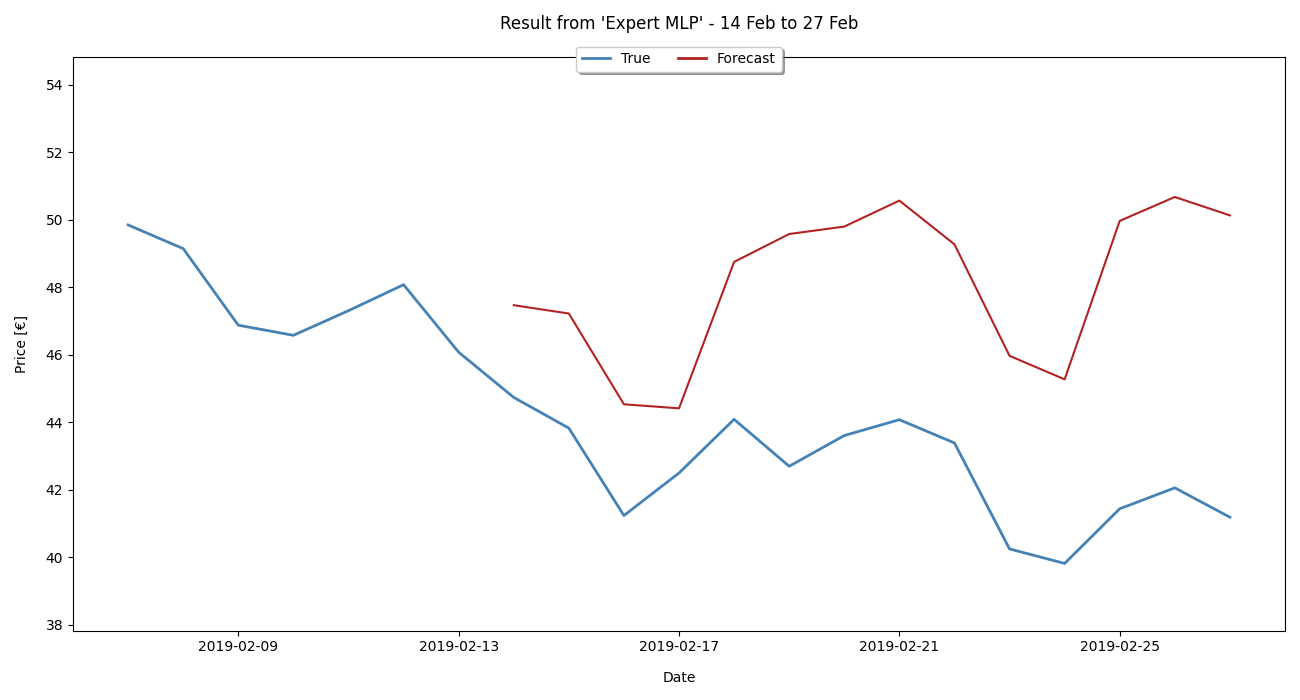 Result from 'Expert MLP' - 14 Feb to 27 Feb
True Forecast
54
52
50
48
46
44
42
40
38
Price [€]
2019-02-09 2019-02-13 2019-02-17 2019-02-21 2019-02-25
Date